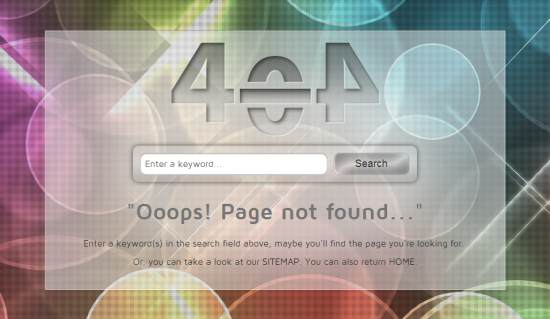 404
Enter a keyword...
Search
"Ooops! Page not found..."
Enter a keyword(s) in the search field above, maybe you'll find the page you're looking for.
Or, you can take a look at our SITEMAP. You can also return HOME.